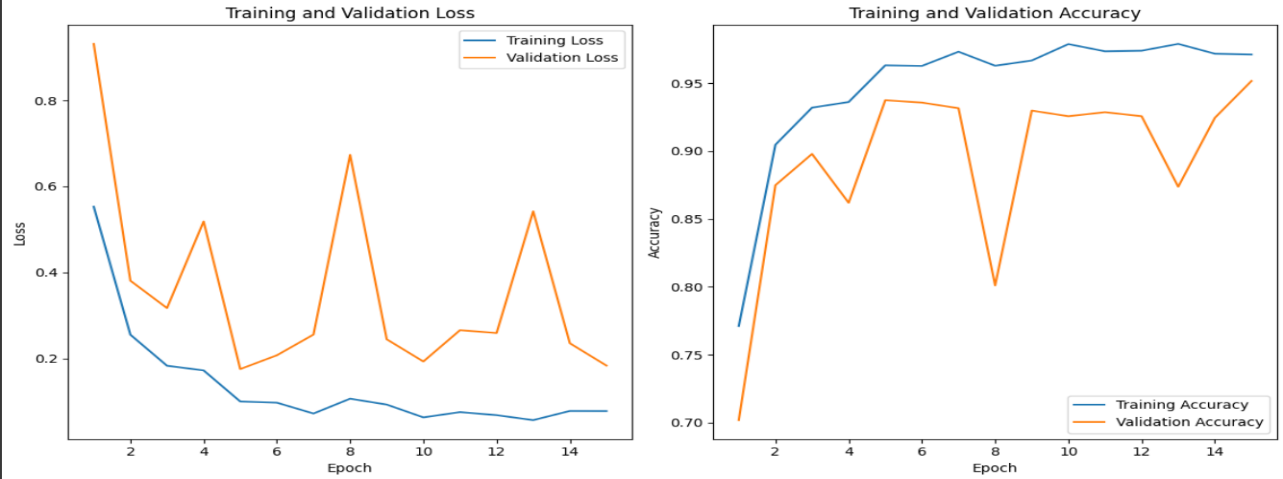 Training and Validation Loss
Training Loss
Validation Loss
0.8
0.6
0.4
0.2
Loss
2 4 6 8 10 12 14
Epoch
Training and Validation Accuracy
0.95
0.90
0.85
0.80
0.75
0.70
Accuracy
Training Accuracy
Validation Accuracy
2 4 6 8 10 12 14
Epoch